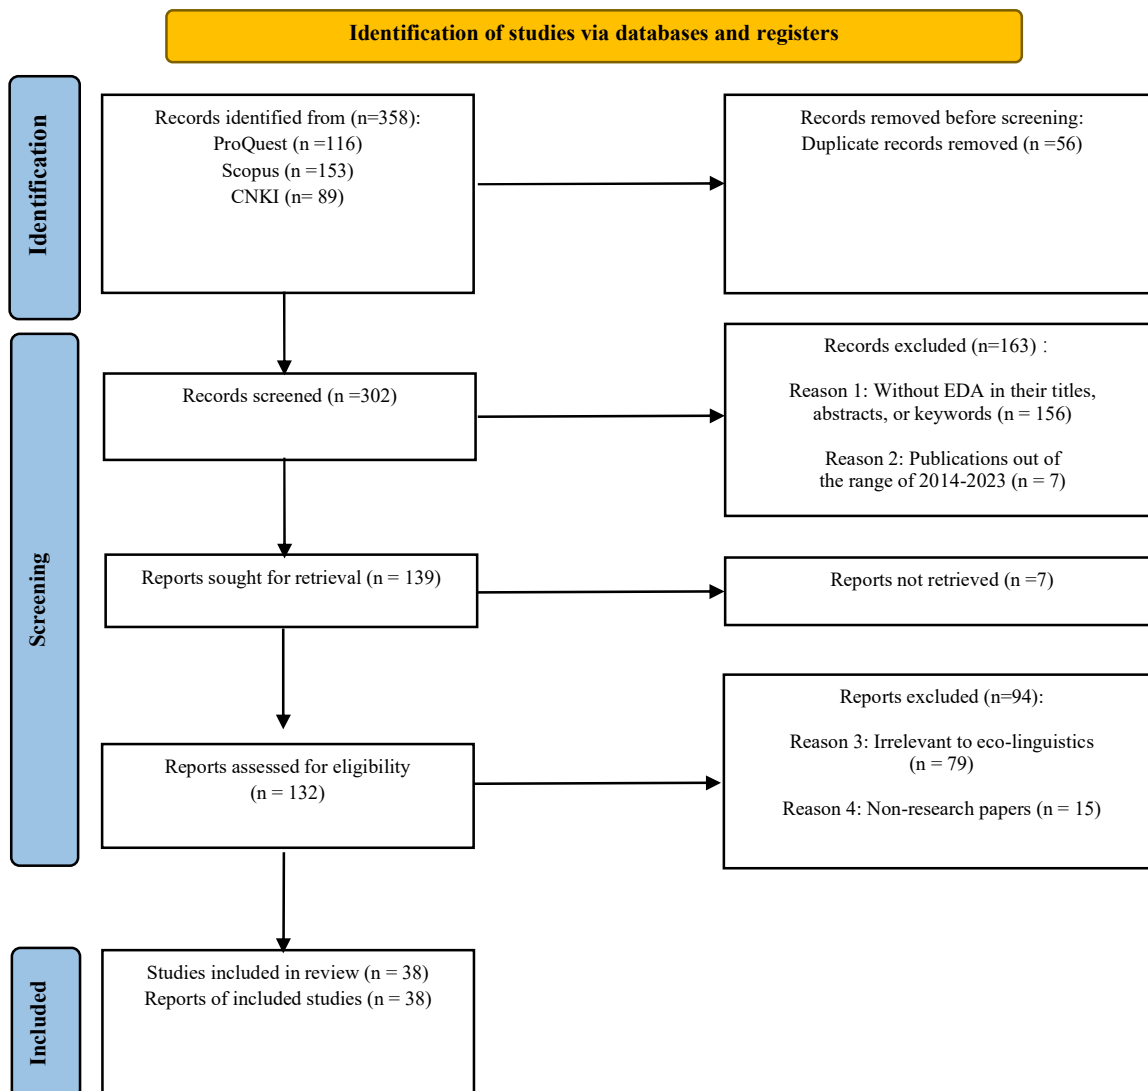 Identification of studies via databases and registers
Identification
Records identified from (n=358):
ProQuest (n =116)
Scopus (n =153)
CNKI (n= 89)
Records removed before screening:
Duplicate records removed (n =56)
Screening
Records screened (n =302)
Records excluded (n=163) :
Reason 1: Without EDA in their titles,
abstracts, or keywords (n = 156)
Reason 2: Publications out of
the range of 2014-2023 (n = 7)
Reports sought for retrieval (n = 139)
Reports not retrieved (n =7)
Reports assessed for eligibility
(n = 132)
Reports excluded (n=94):
Reason 3: Irrelevant to eco-linguistics
(n = 79)
Reason 4: Non-research papers (n = 15)
Included
Studies included in review (n = 38)
Reports of included studies (n = 38)